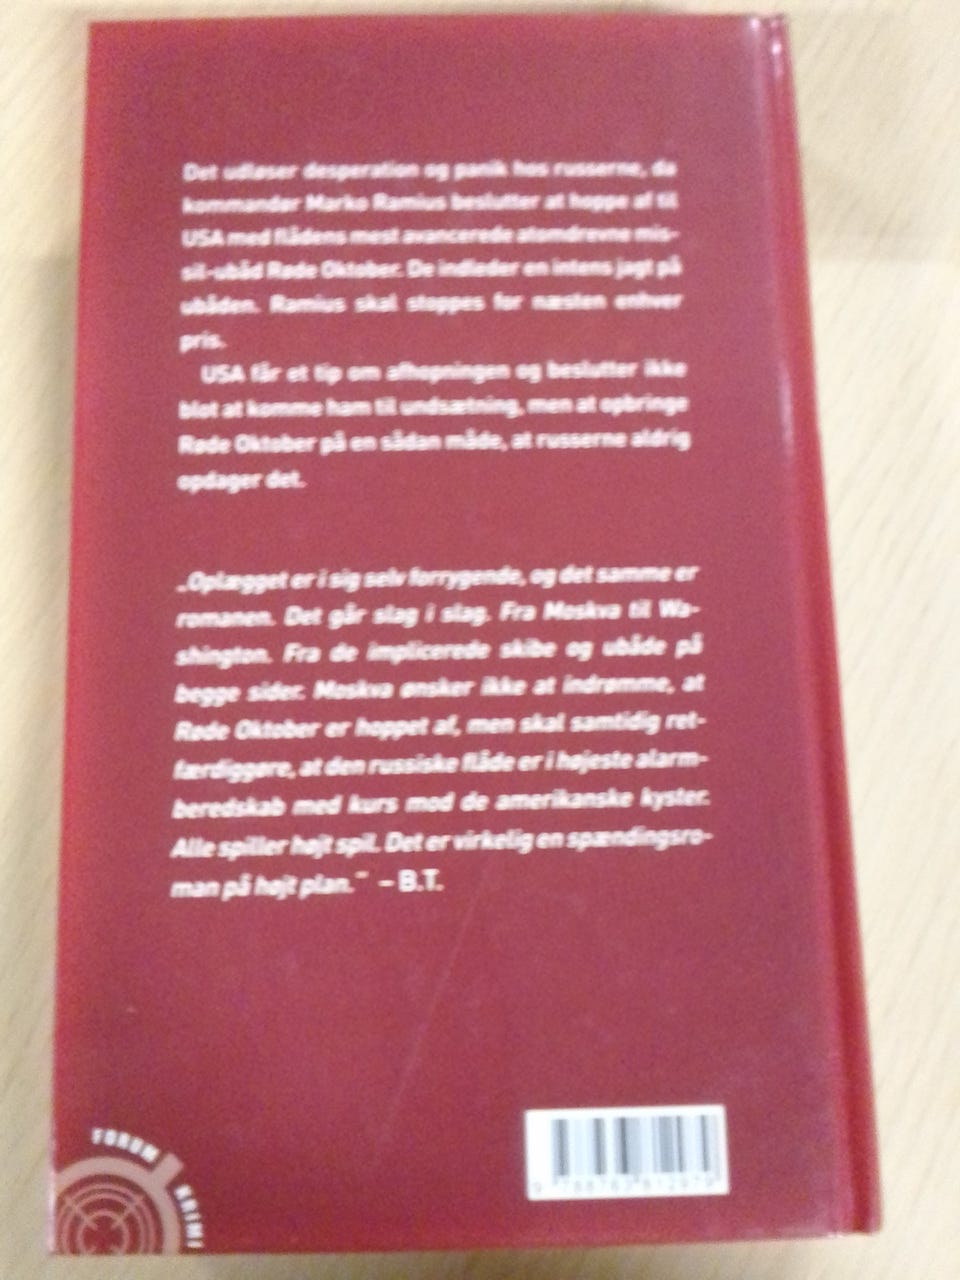 Det udløser desperation og panik hos russerne, da
kommandør Marko Ramius beslutter at hoppe af til
USA med flådens mest avancerede atomdrevne mis-
sil-ubåd Røde Oktober. De indleder en intens jagt på
ubåden. Ramius skal stoppes for næsten enhver
pris.
USA får et tip om afhopningen og beslutter ikke
blot at komme ham til undsætning, men at opbringe
Røde Oktober på en sådan måde, at russerne aldrig
opdager det.
„Oplægget er i sig selv forrygende, og det samme er
romanen. Det går slag i slag. Fra Moskva til Wa-
shington. Fra de implicerede skibe og ubåde på
begge sider. Moskva ønsker ikke at indrømme, at
Røde Oktober er hoppet af, men skal samtidig ret-
færdiggøre, at den russiske flåde er i højeste alarm-
beredskab med kurs mod de amerikanske kyster.
Alle spiller højt spil. Det er virkelig en spændingsro-
man på højt plan.” – B.T.
FORUM KRIMI